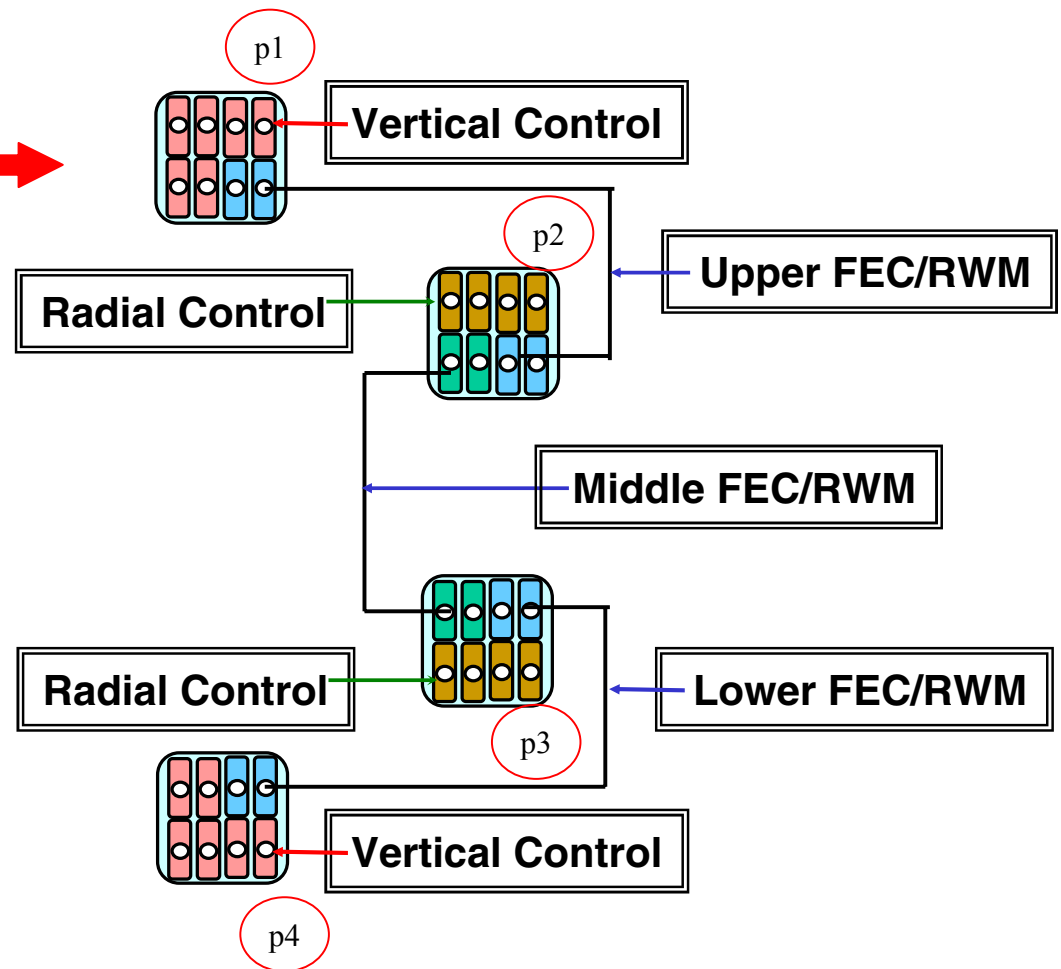 p1
Vertical Control
p2
Upper FEC/RWM
Radial Control
Middle FEC/RWM
Radial Control
Lower FEC/RWM
p3
Vertical Control
p4